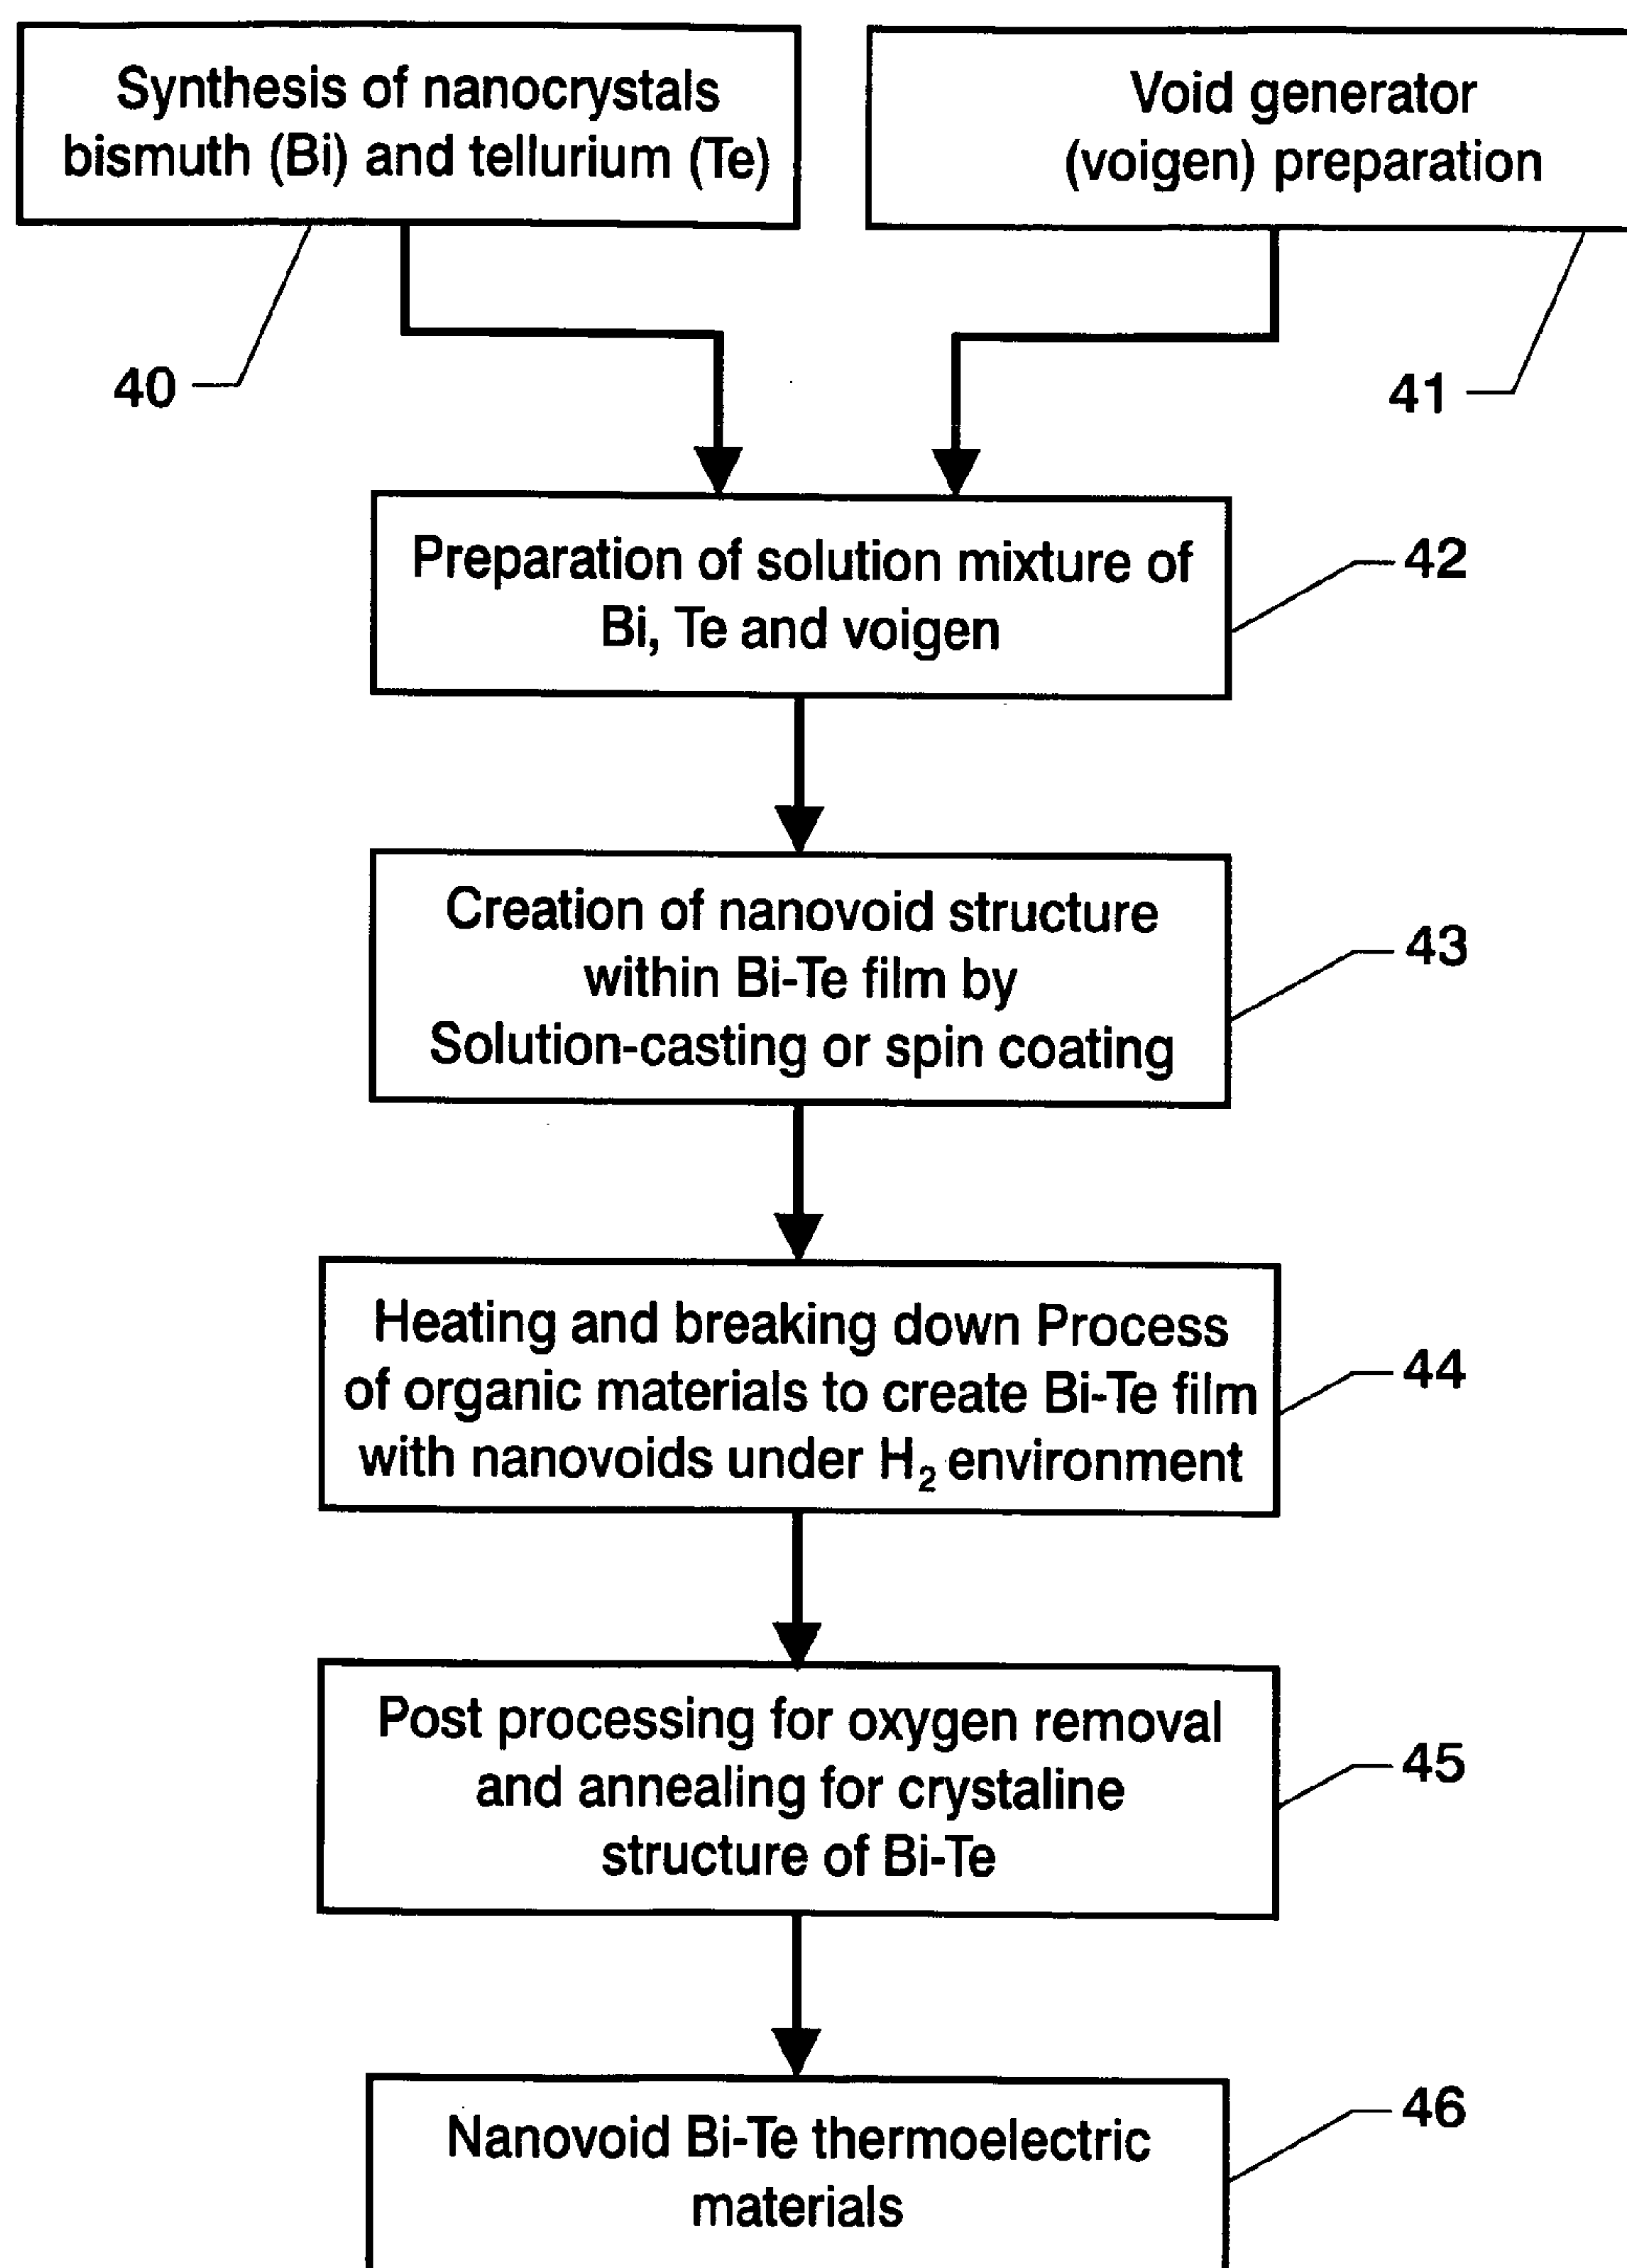 Synthesis of nanocrystals
bismuth (Bi) and tellurium (Te)
Void generator
(voigen) preparation
40
41
Preparation of solution mixture of
Bi, Te and voigen
42
Creation of nanovoid structure
within Bi-Te film by
Solution-casting or spin coating
43
Heating and breaking down Process
of organic materials to create Bi-Te film
with nanovoids under H₂ environment
44
Post processing for oxygen removal
and annealing for crystaline
structure of Bi-Te
45
Nanovoid Bi-Te thermoelectric
materials
46